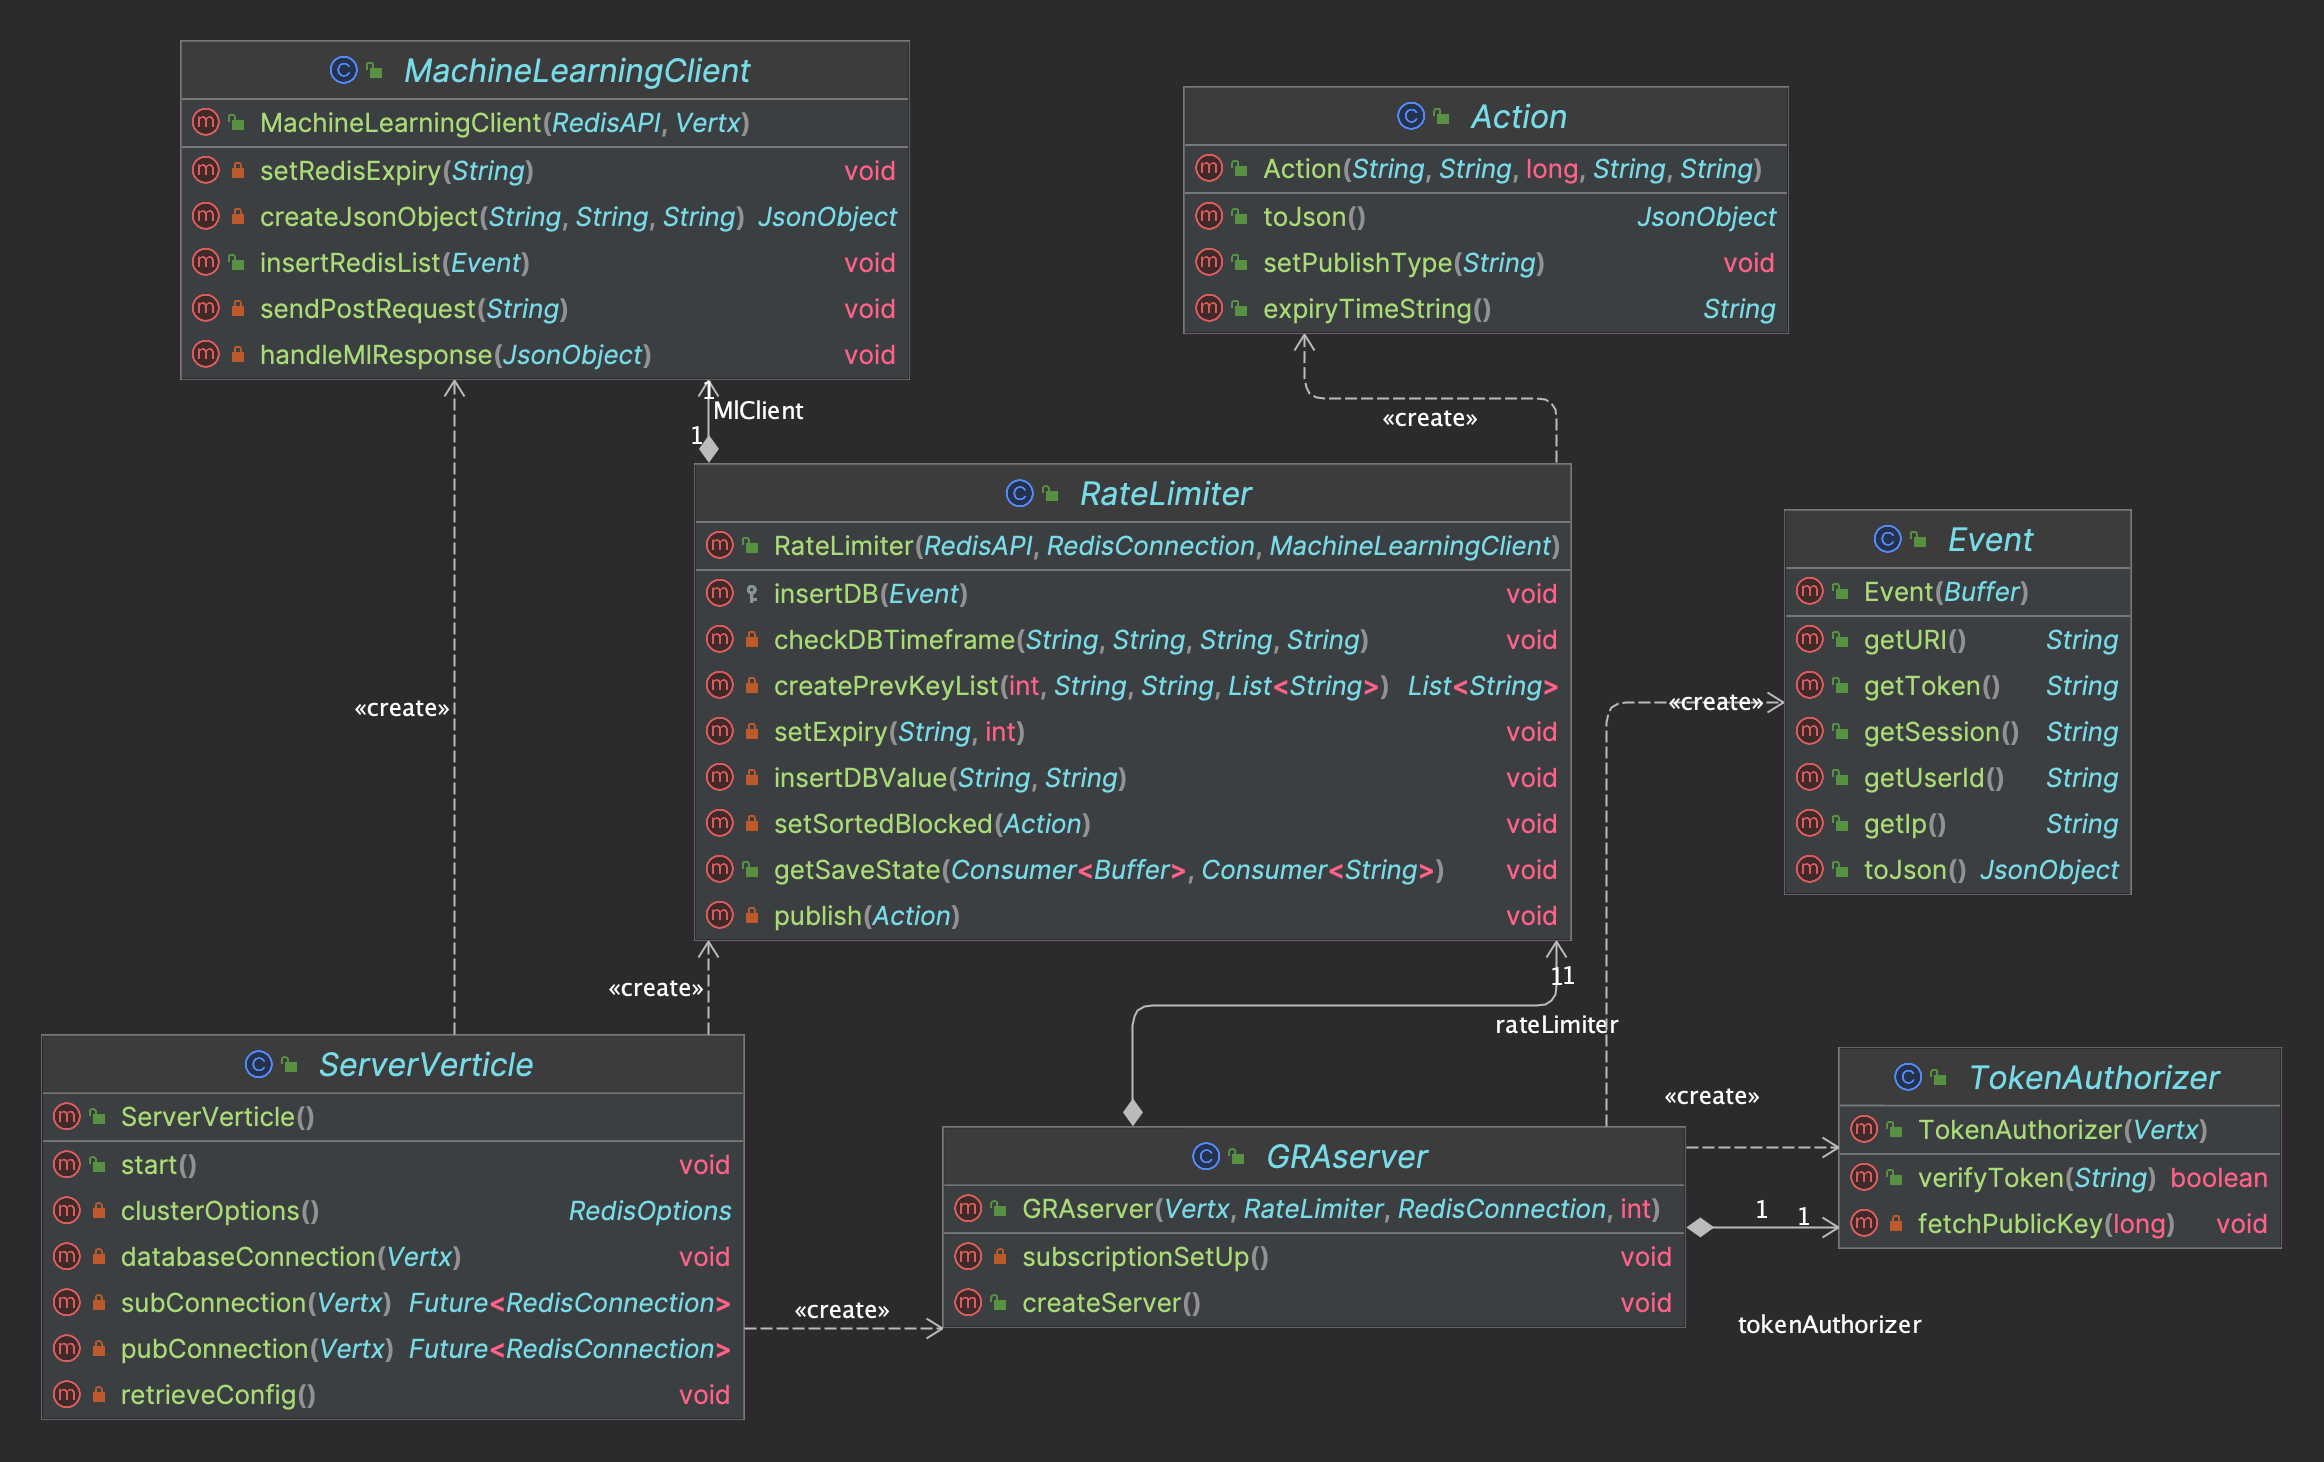 MachineLearningClient
MachineLearningClient(RedisAPI, Vertx)
setRedisExpiry(String) void
createJsonObject(String, String, String) JsonObject
insertRedisList(Event) void
sendPostRequest(String) void
handleMlResponse(JsonObject) void
Action
Action(String, String, long, String, String)
toJson() JsonObject
setPublishType(String) void
expiryTimeString() String
1
MlClient
1
«create»
RateLimiter
RateLimiter(RedisAPI, RedisConnection, MachineLearningClient)
insertDB(Event) void
checkDBTimeframe(String, String, String, String) void
createPrevKeyList(int, String, String, List<String>) List<String>
setExpiry(String, int) void
insertDBValue(String, String) void
setSortedBlocked(Action) void
getSaveState(Consumer<Buffer>, Consumer<String>) void
publish(Action) void
Event
Event(Buffer)
getURI() String
getToken() String
getSession() String
getUserId() String
getIp() String
toJson() JsonObject
«create»
«create»
«create»
11
rateLimiter
ServerVerticle
ServerVerticle()
start() void
clusterOptions() RedisOptions
databaseConnection(Vertx) void
subConnection(Vertx) Future<RedisConnection>
pubConnection(Vertx) Future<RedisConnection>
retrieveConfig() void
«create»
GRAserver
GRAserver(Vertx, RateLimiter, RedisConnection, int)
subscriptionSetUp() void
createServer() void
«create»
1 1
tokenAuthorizer
TokenAuthorizer
TokenAuthorizer(Vertx)
verifyToken(String) boolean
fetchPublicKey(long) void